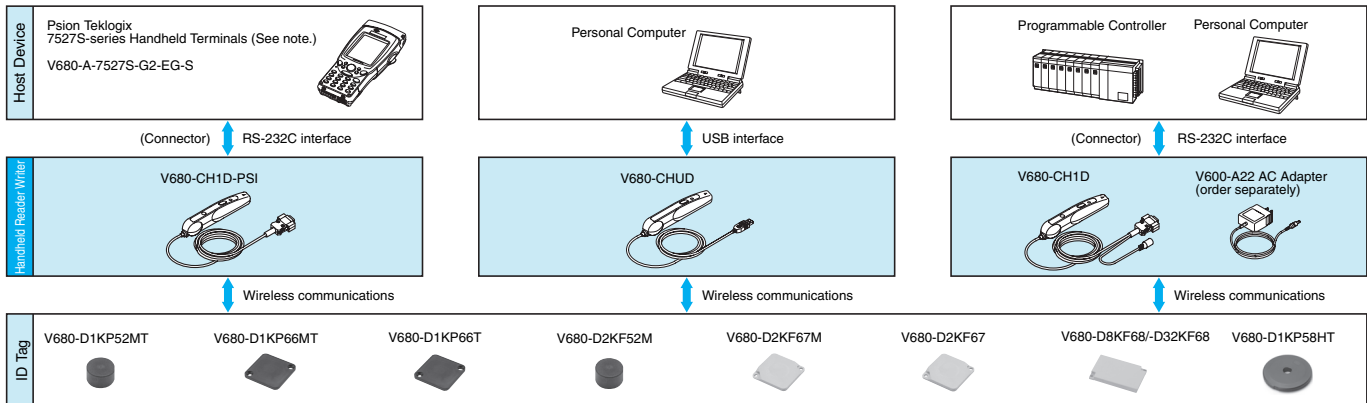 Host Device
Psion Teklogix
7527S-series Handheld Terminals (See note.)
V680-A-7527S-G2-EG-S
Personal Computer
Programmable Controller
Personal Computer
(Connector)
RS-232C interface
USB interface
(Connector)
RS-232C interface
Handheld Reader Writer
V680-CH1D-PSI
V680-CHUD
V680-CH1D
V600-A22 AC Adapter
(order separately)
Wireless communications
Wireless communications
Wireless communications
ID Tag
V680-D1KP52MT
V680-D1KP66MT
V680-D1KP66T
V680-D2KF52M
V680-D2KF67M
V680-D2KF67
V680-D8KF68/-D32KF68
V680-D1KP58HT